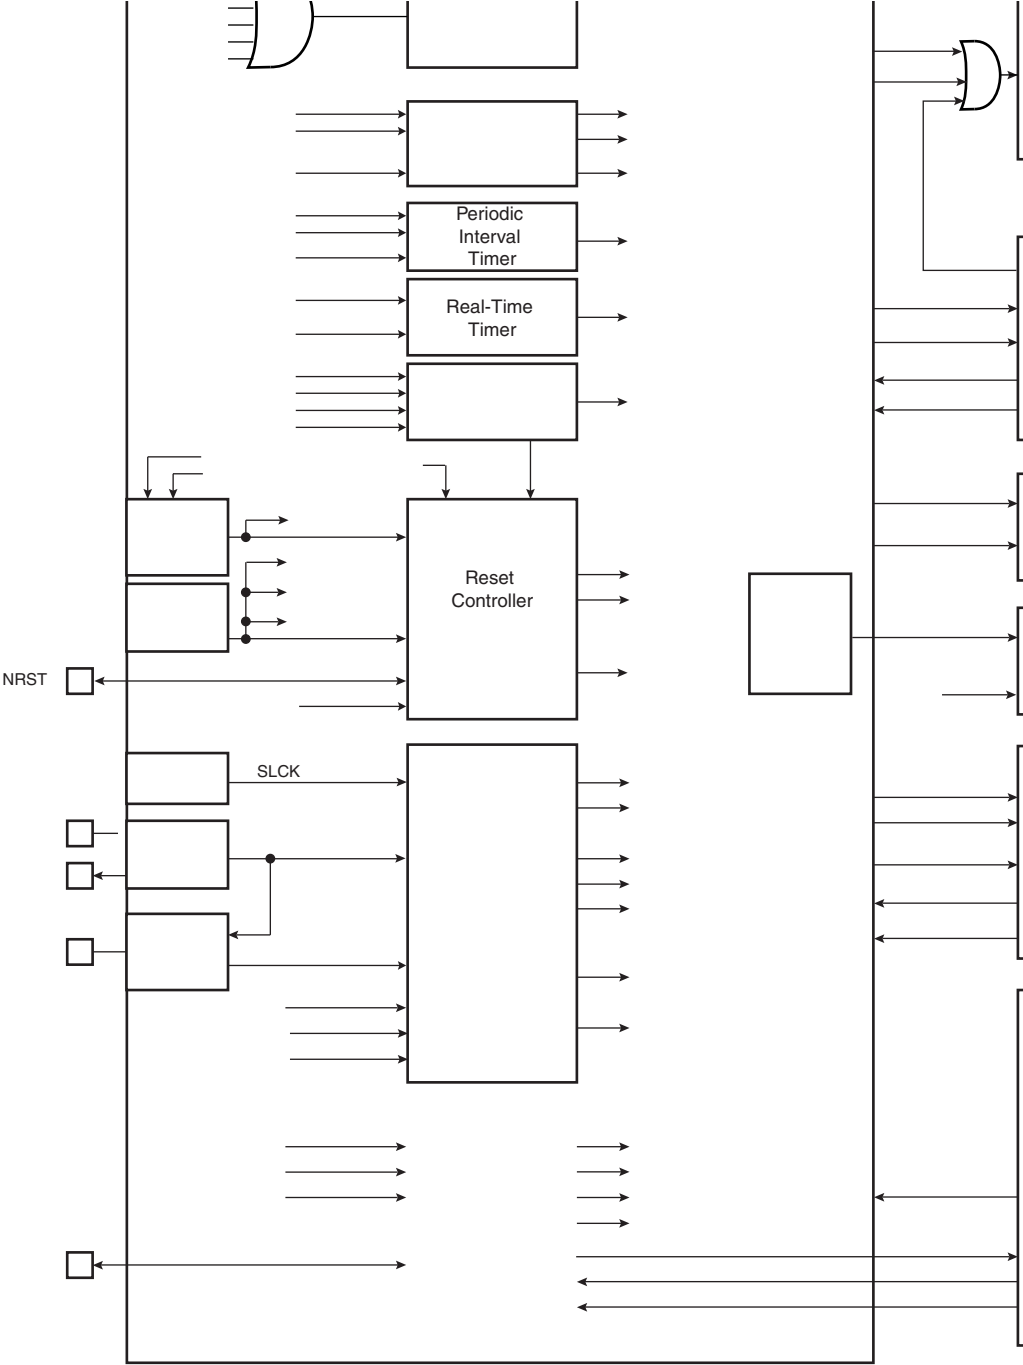 Periodic
Interval
Timer
Real-Time
Timer
Reset
Controller
NRST
SLCK